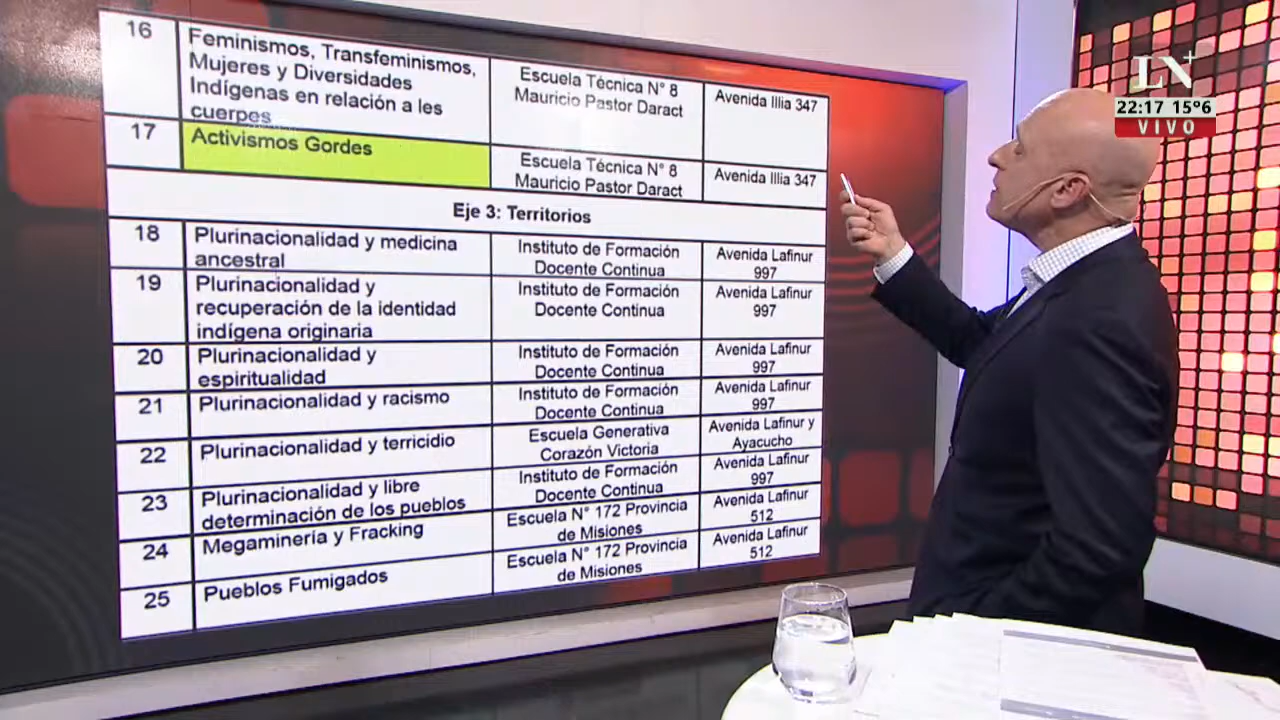 16
Feminismos, Transfeminismos,
Mujeres y Diversidades
Indígenas en relación a les
cuerpes
Escuela Técnica N° 8
Mauricio Pastor Daract
Avenida Illia 347
17
Activismos Gordes
Escuela Técnica N° 8
Mauricio Pastor Daract
Avenida Illia 347
Eje 3: Territorios
18
Plurinacionalidad y medicina
ancestral
Instituto de Formación
Docente Continua
Avenida Lafinur
997
19
Plurinacionalidad y
recuperación de la identidad
indígena originaria
Instituto de Formación
Docente Continua
Avenida Lafinur
997
20
Plurinacionalidad y
espiritualidad
Instituto de Formación
Docente Continua
Avenida Lafinur
997
21
Plurinacionalidad y racismo
Instituto de Formación
Docente Continua
Avenida Lafinur
997
22
Plurinacionalidad y terricidio
Escuela Generativa
Corazón Victoria
Avenida Lafinur y
Ayacucho
23
Plurinacionalidad y libre
determinación de los pueblos
Instituto de Formación
Docente Continua
Avenida Lafinur
997
24
Megaminería y Fracking
Escuela N° 172 Provincia
de Misiones
Avenida Lafinur
512
25
Pueblos Fumigados
Escuela N° 172 Provincia
de Misiones
Avenida Lafinur
512
LN+
22:17 15°6
VIVO